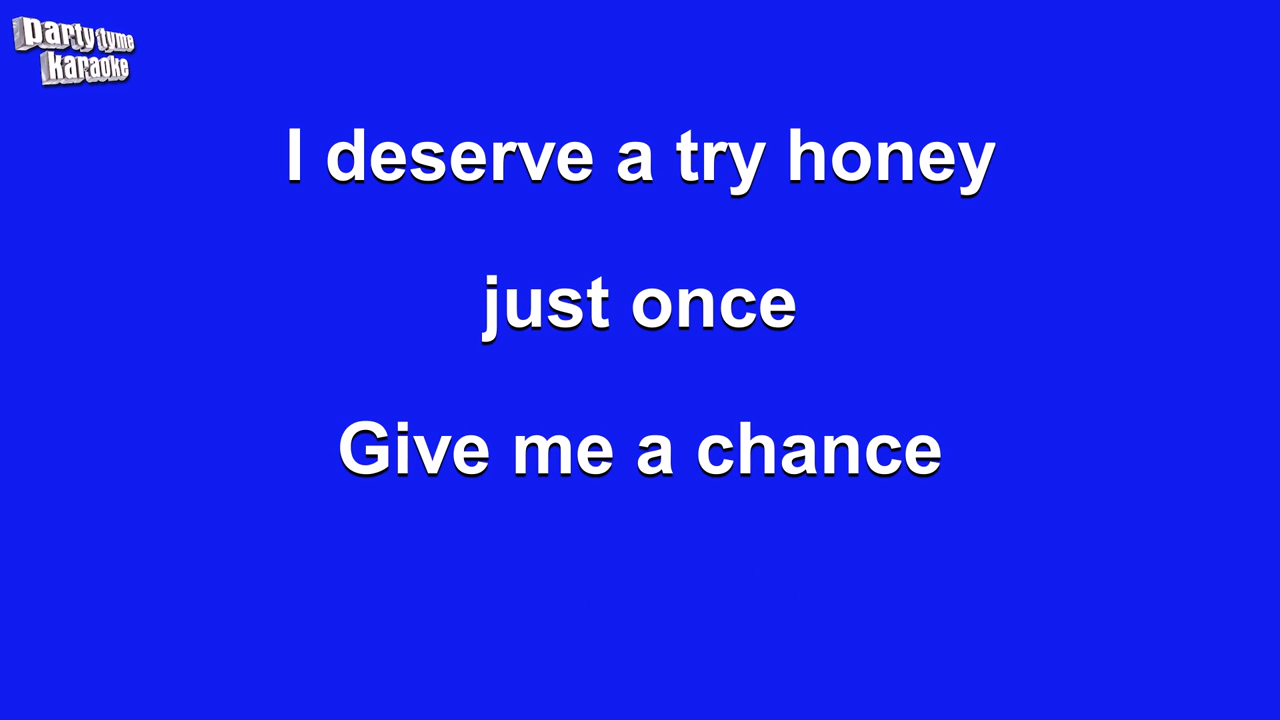 party tyme
karaoke
I deserve a try honey
just once
Give me a chance